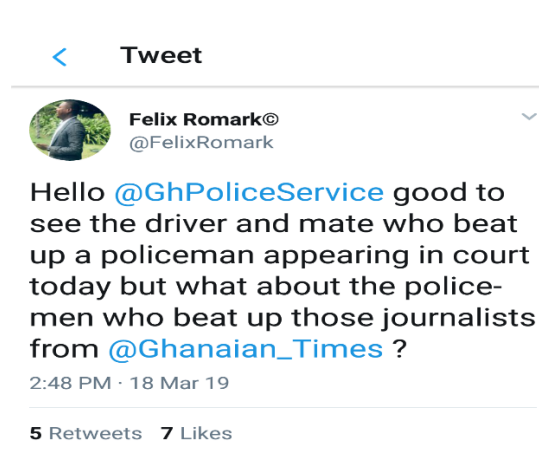 Tweet
Felix Romark©
@FelixRomark
Hello @GhPoliceService good to
see the driver and mate who beat
up a policeman appearing in court
today but what about the police-
men who beat up those journalists
from @Ghanaian_Times ?
2:48 PM · 18 Mar 19
5 Retweets 7 Likes